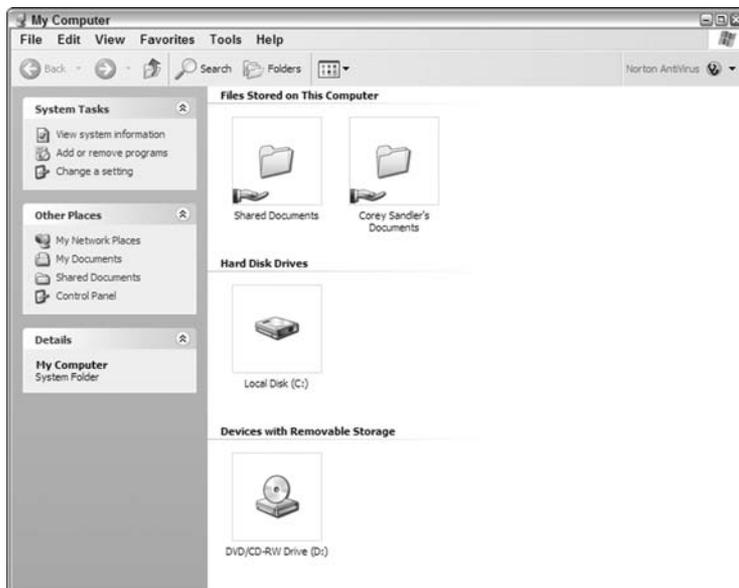 My Computer
File Edit View Favorites Tools Help
Back Search Folders Norton AntiVirus
System Tasks
View system information
Add or remove programs
Change a setting
Other Places
My Network Places
My Documents
Shared Documents
Control Panel
Details
My Computer
System Folder
Files Stored on This Computer
Shared Documents
Corey Sandler's
Documents
Hard Disk Drives
Local Disk (C:)
Devices with Removable Storage
DVD/CD-RW Drive (D:)